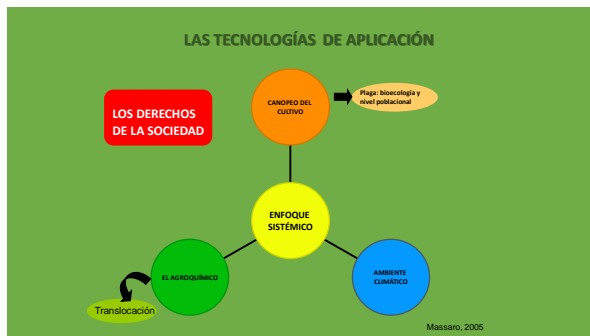 LAS TECNOLOGÍAS DE APLICACIÓN
LOS DERECHOS
DE LA SOCIEDAD
CANOPEO DEL
CULTIVO
Plaga: bioecología y
nivel poblacional
ENFOQUE
SISTÉMICO
EL AGROQUÍMICO
AMBIENTE
CLIMÁTICO
Translocación
Massaro, 2005